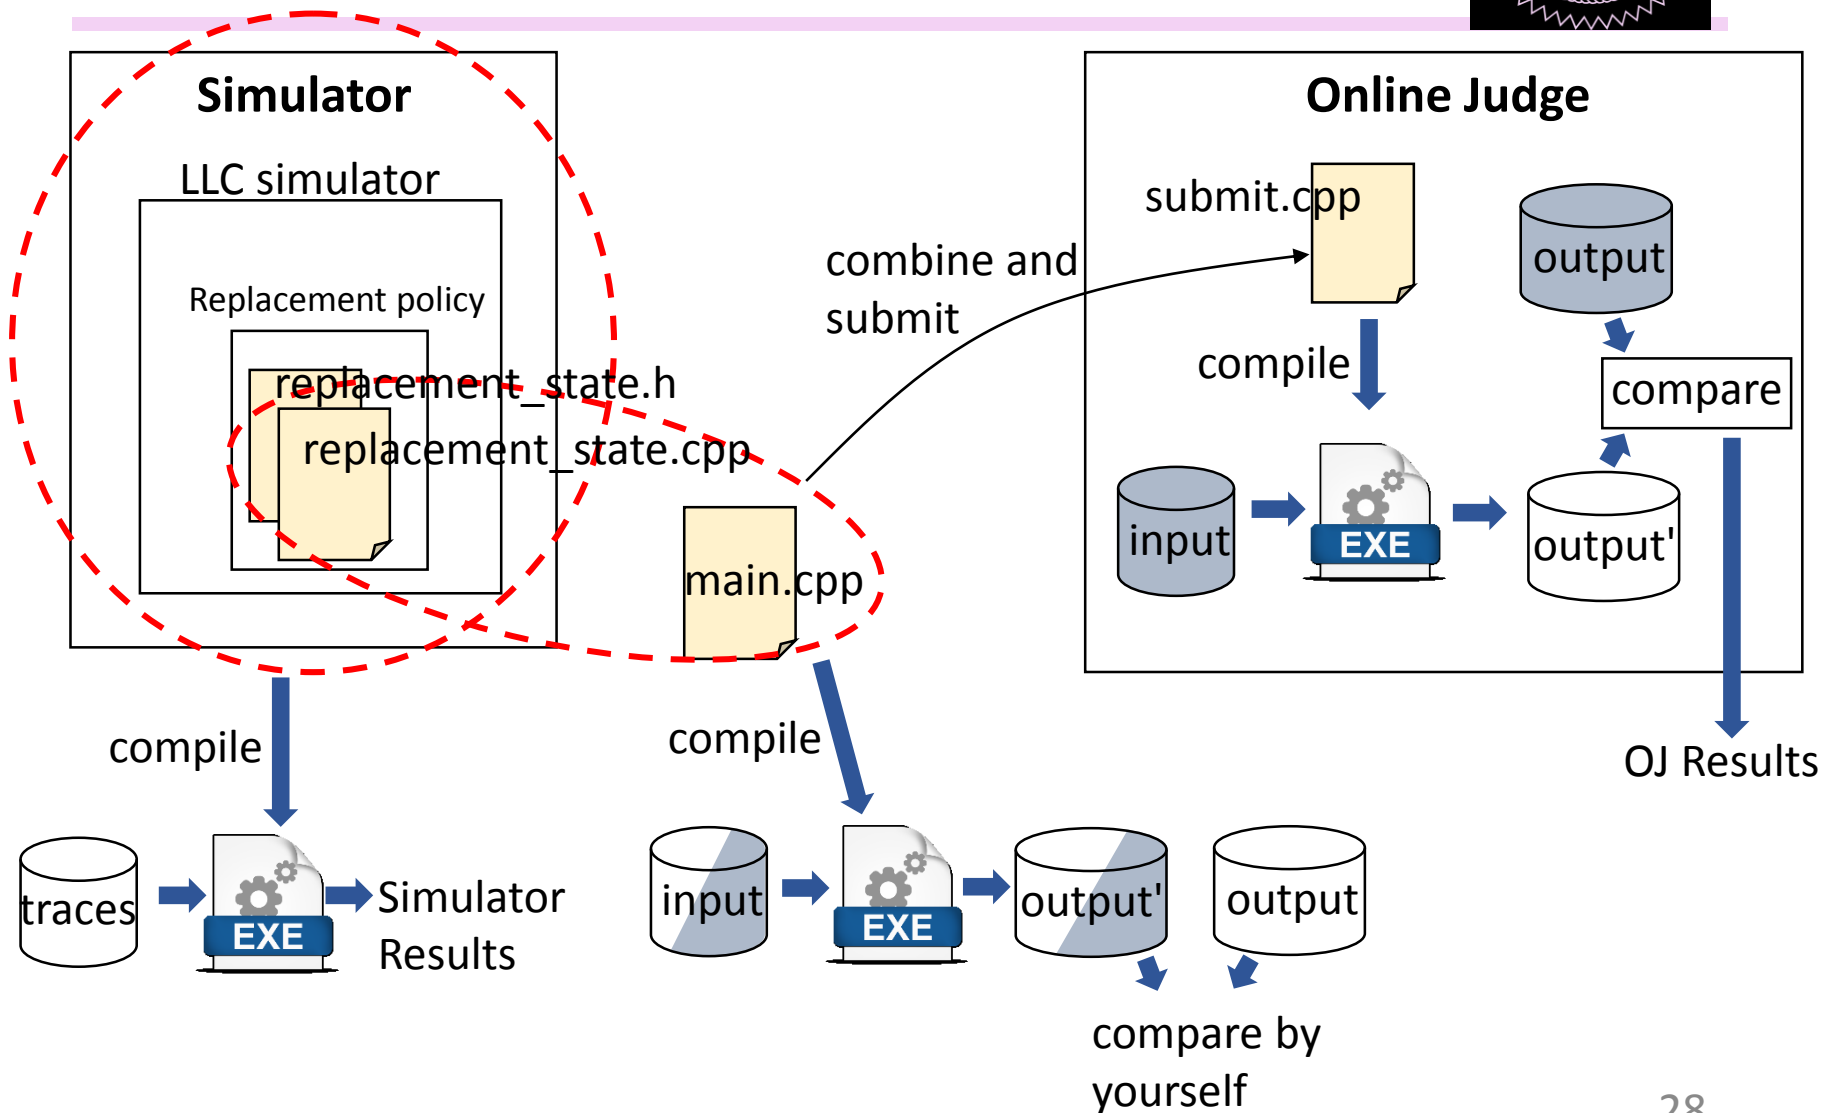 Simulator
LLC simulator
Replacement policy
replacement_state.h
replacement_state.cpp
main.cpp
combine and
submit
Online Judge
submit.cpp
output
compile
compare
input
EXE
output'
OJ Results
compile
traces
EXE
Simulator
Results
compile
input
EXE
output'
output
compare by
yourself
28